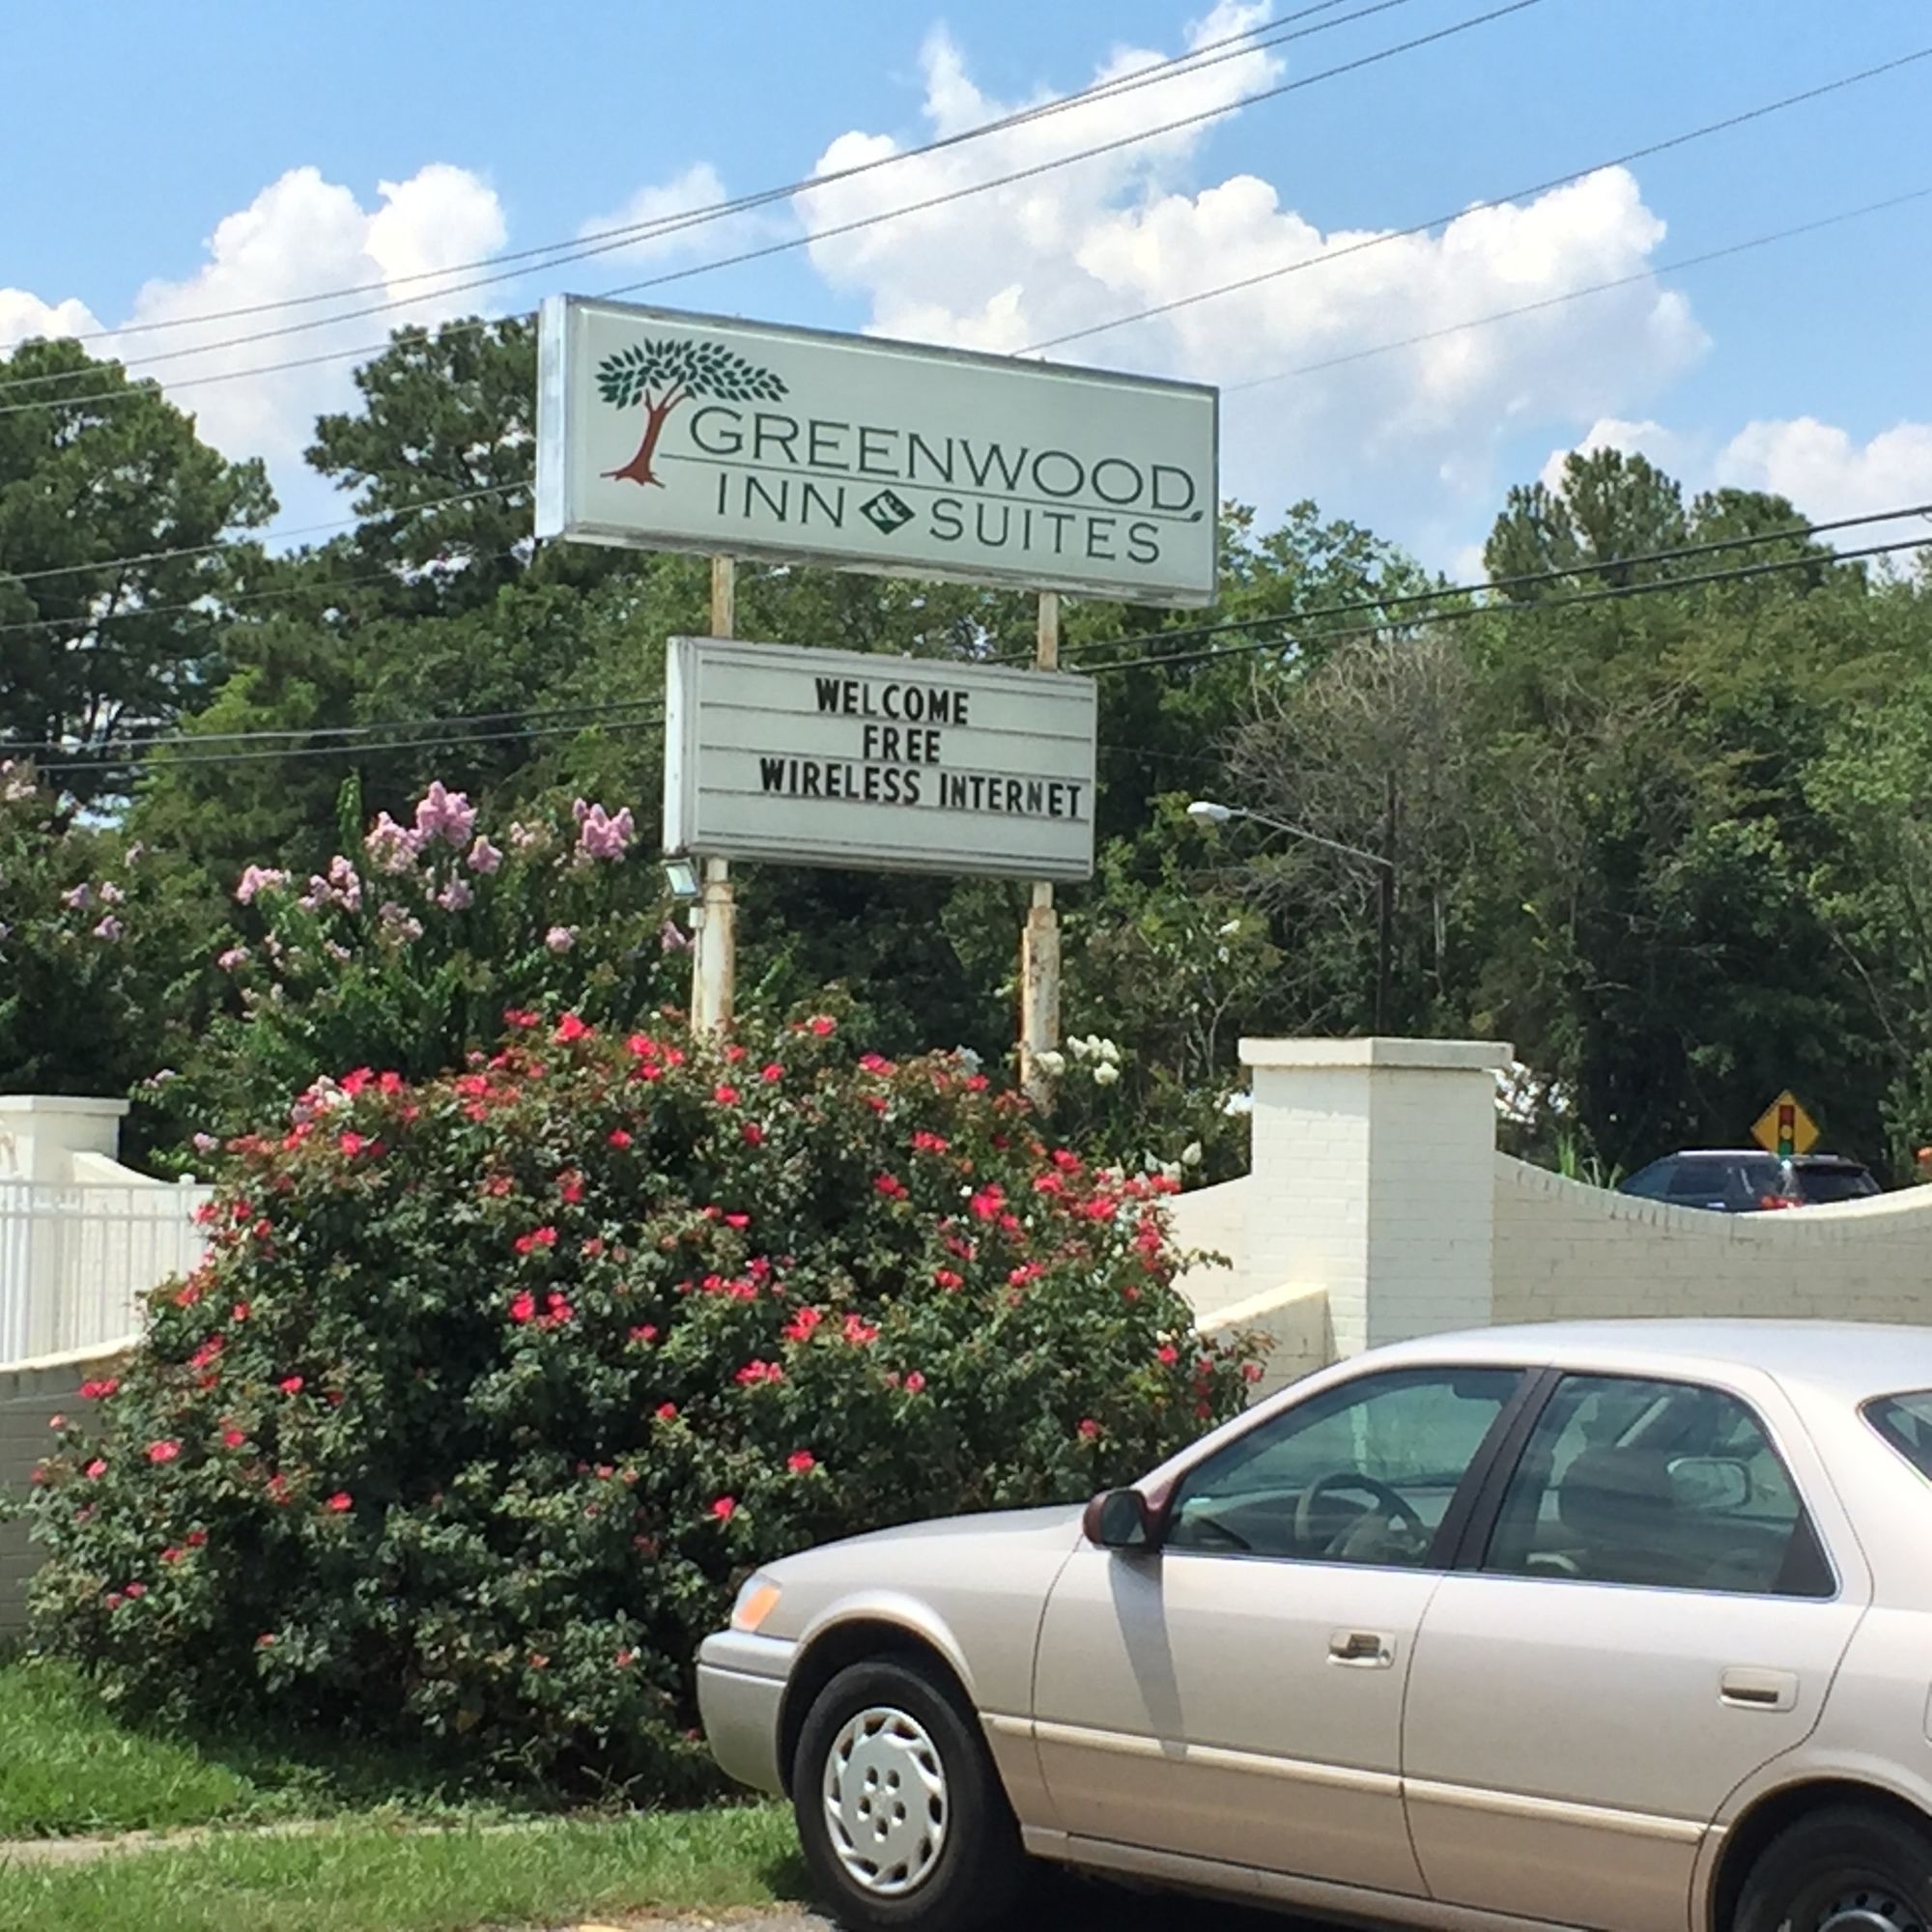 GREENWOOD
INN & SUITES
WELCOME
FREE
WIRELESS INTERNET